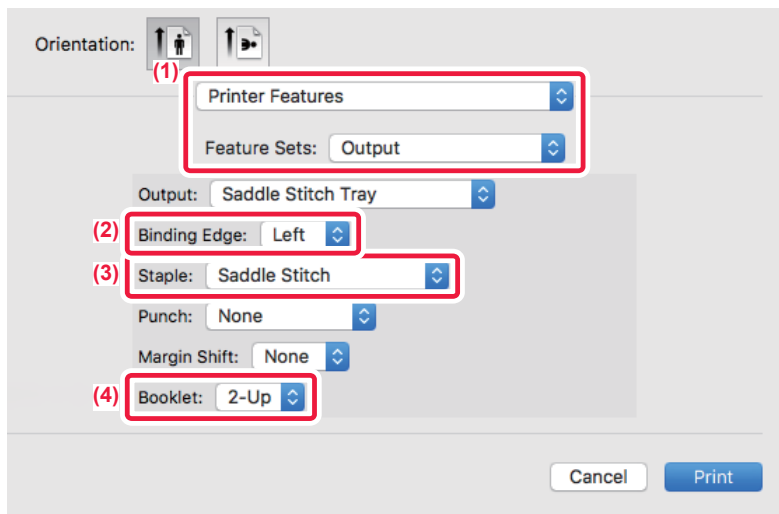 Orientation:
(1)
Printer Features
Feature Sets: Output
Output: Saddle Stitch Tray
(2) Binding Edge: Left
(3) Staple: Saddle Stitch
Punch: None
Margin Shift: None
(4) Booklet: 2-Up
Cancel Print